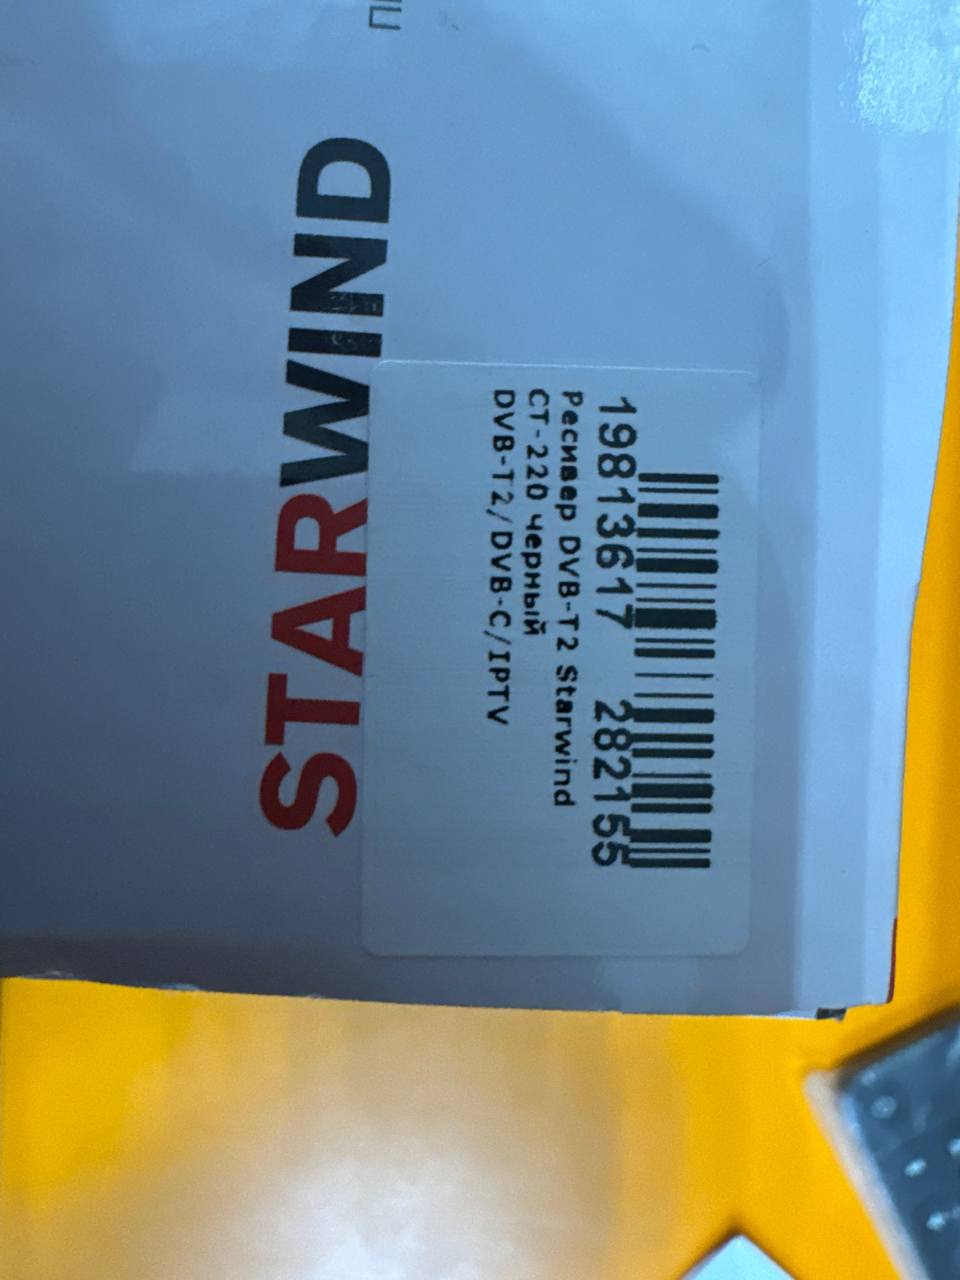 STARWIND
19813617 282155
Ресивер DVB-T2 Starwind
CT-220 черный
DVB-T2/DVB-C/IPTV